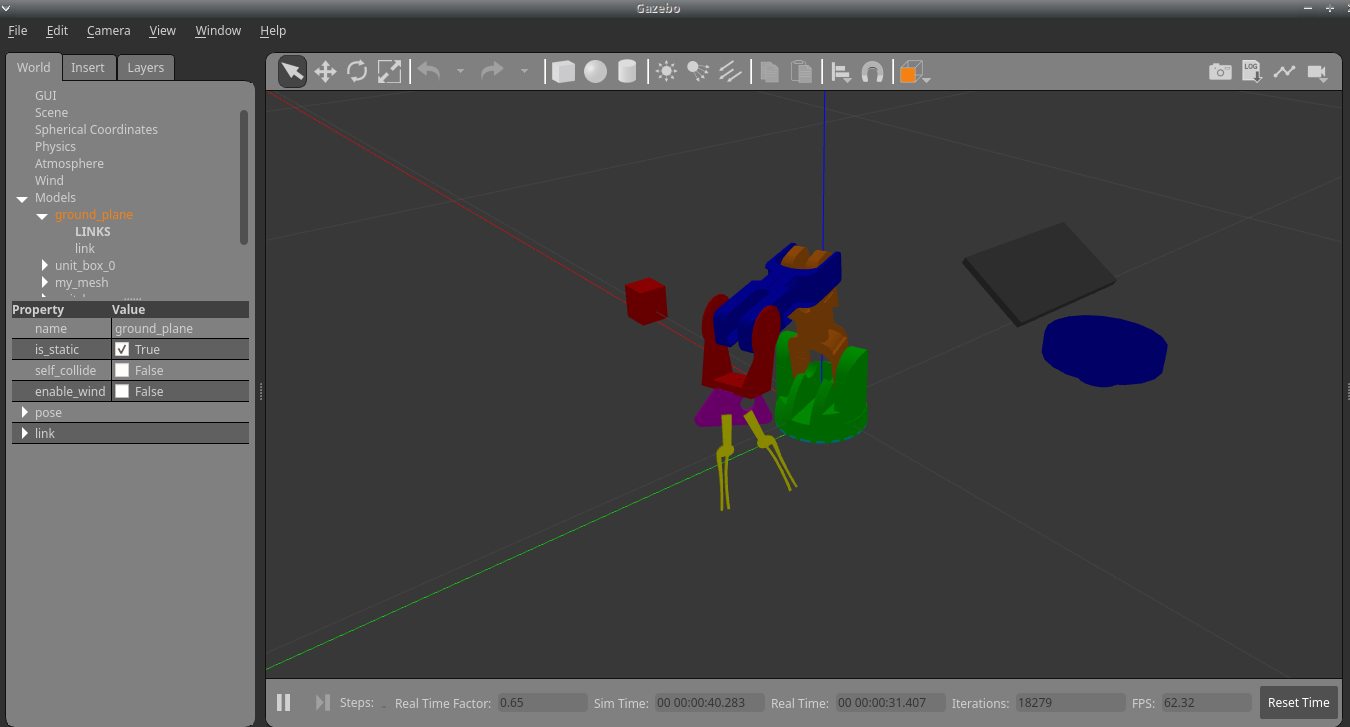 Gazebo
File Edit Camera View Window Help
World Insert Layers
LOG
GUI
Scene
Spherical Coordinates
Physics
Atmosphere
Wind
Models
ground_plane
LINKS
link
unit_box_0
my_mesh
Property Value
name ground_plane
is_static True
self_collide False
enable_wind False
pose
link
Steps: Real Time Factor: 0.65 Sim Time: 00 00:00:40.283 Real Time: 00 00:00:31.407 Iterations: 18279 FPS: 62.32 Reset Time